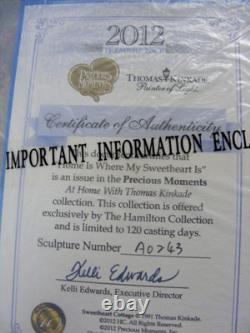 2012
PRECIOUS MOMENTS
THOMAS KINKADE
Painter of Light
Certificate of Authenticity
IMPORTANT INFORMATION ENCL
"Home Is Where My Sweetheart Is"
is an issue in the Precious Moments
At Home With Thomas Kinkade
collection. This collection is offered
exclusively by The Hamilton Collection
and is limited to 120 casting days.
Sculpture Number A0243
Kelli Edwards
Kelli Edwards, Executive Director
Sweetheart Cottage ©1991 Thomas Kinkade
©2012 HC. All Rights Reserved.
©2012 Precious Moments, Inc.